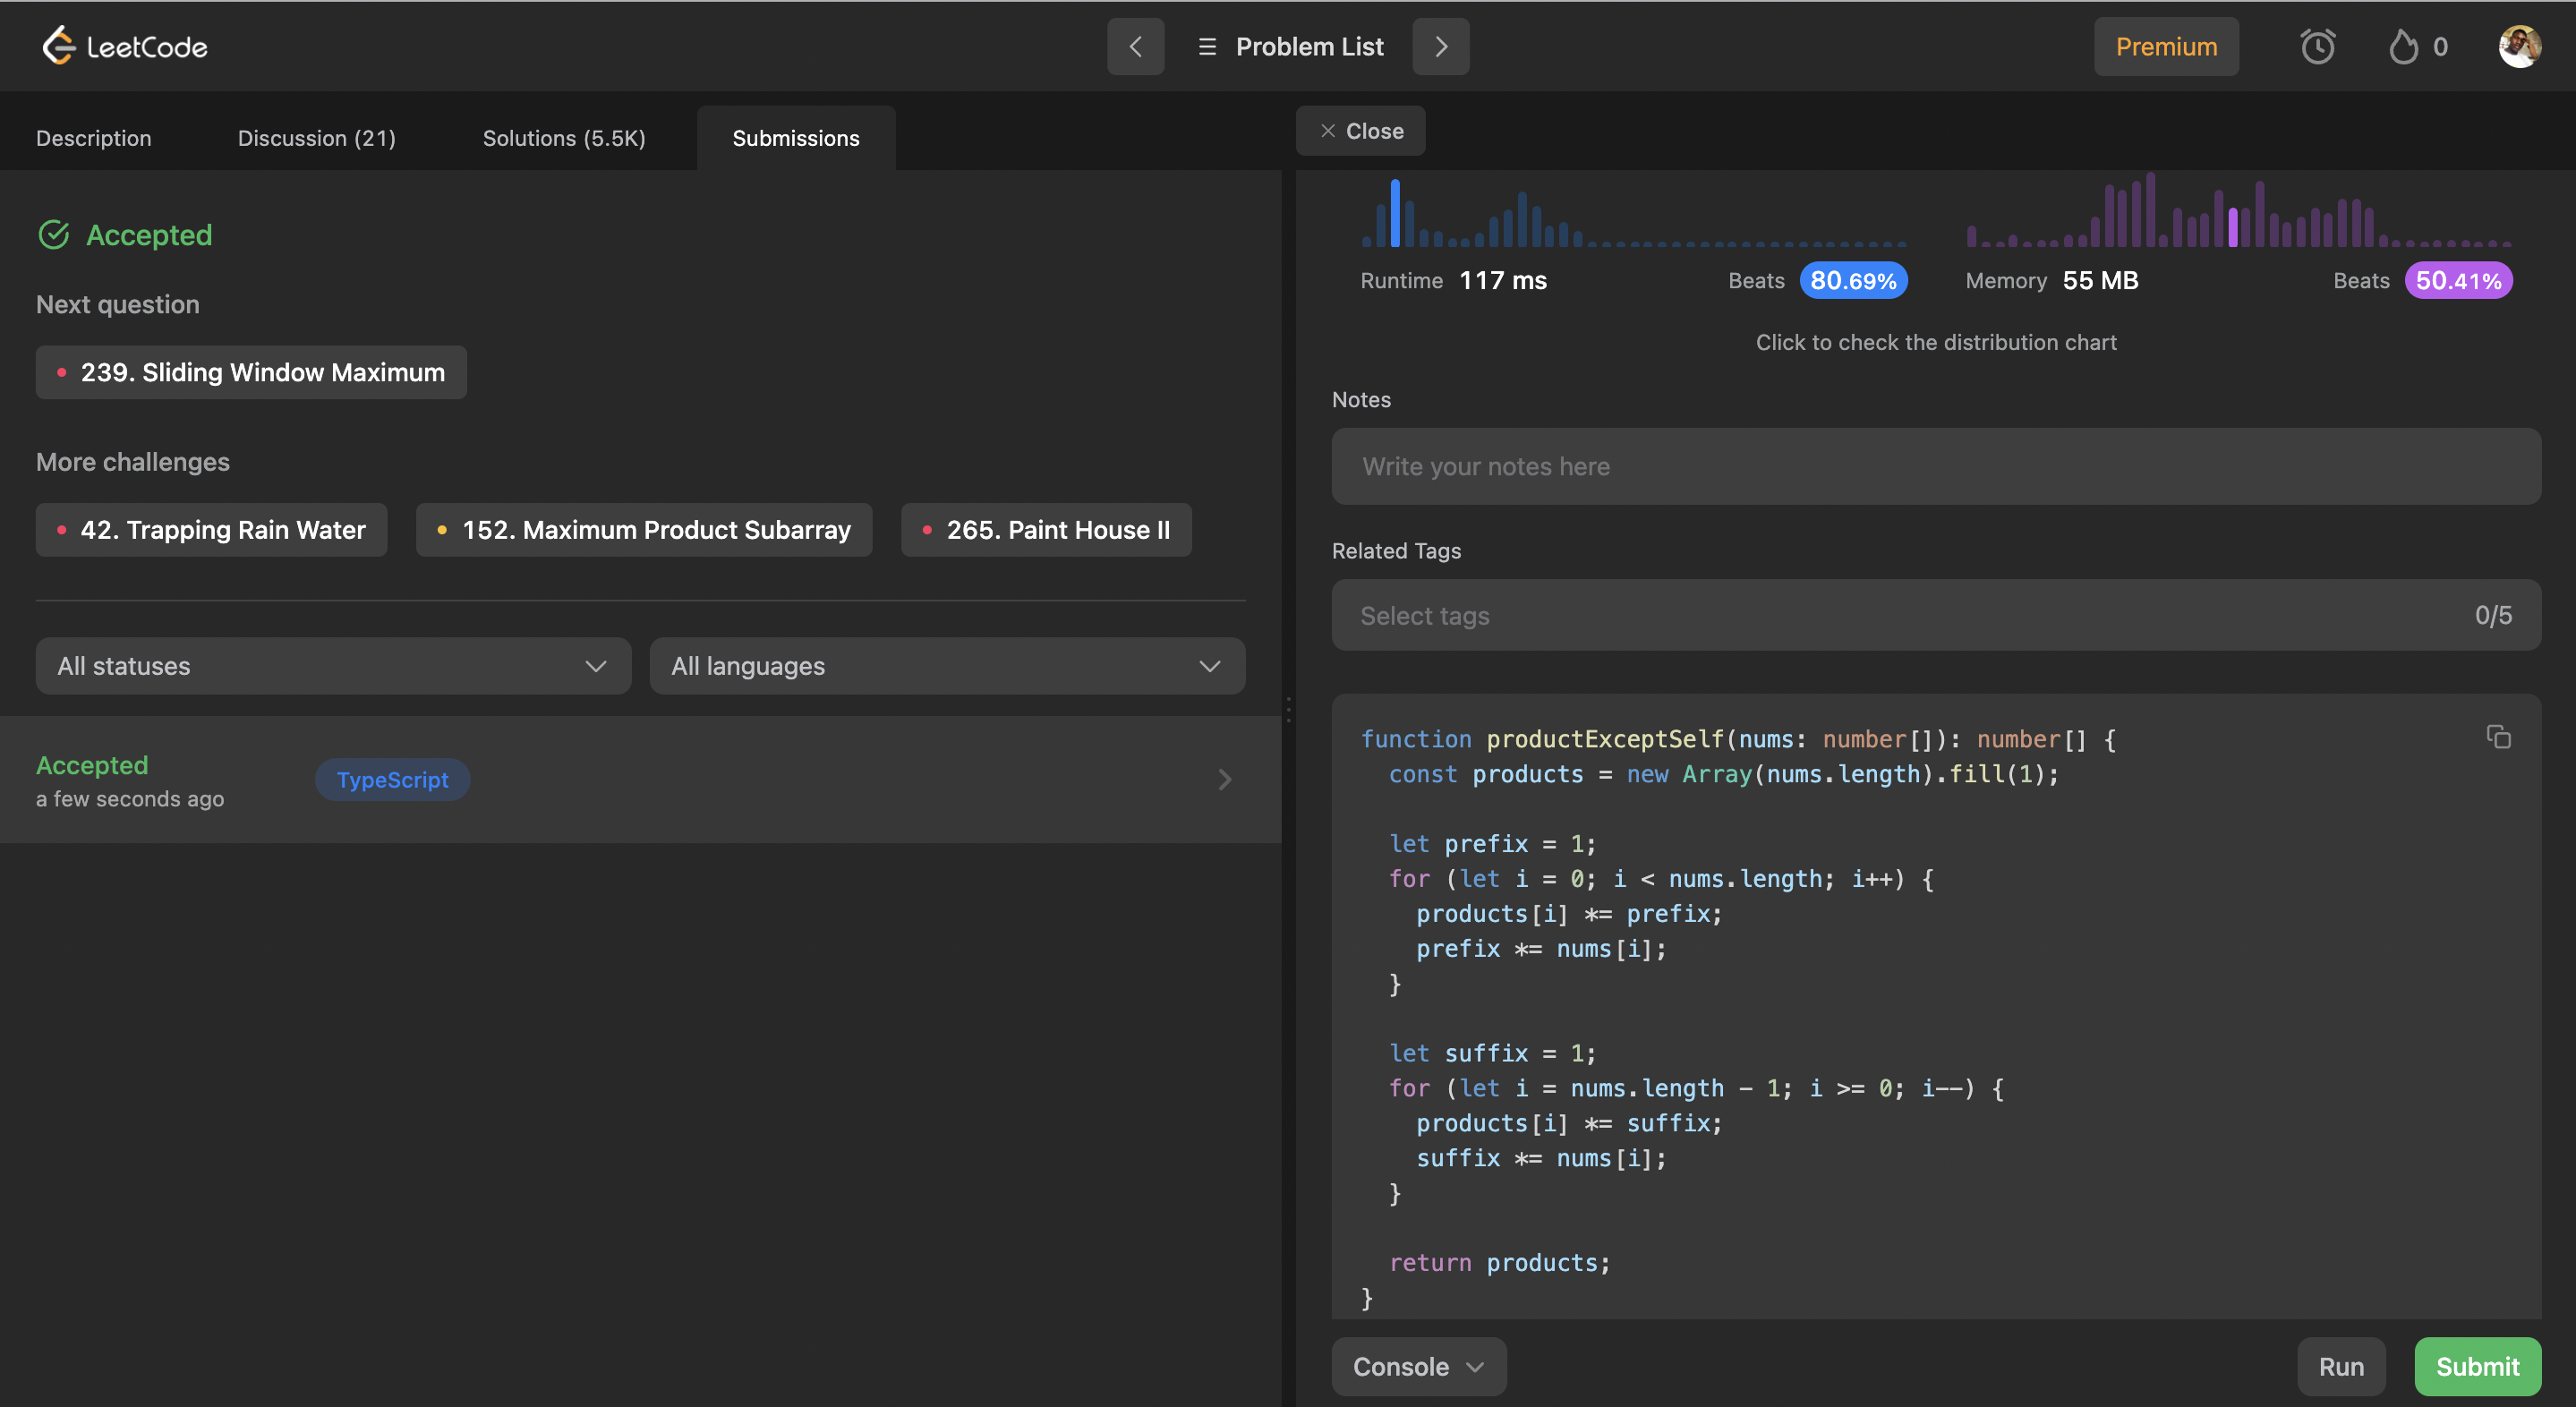 LeetCode
Problem List
Premium
0
Description
Discussion (21)
Solutions (5.5K)
Submissions
Close
Accepted
Next question
239. Sliding Window Maximum
More challenges
42. Trapping Rain Water
152. Maximum Product Subarray
265. Paint House II
All statuses
All languages
Accepted
a few seconds ago
TypeScript
Runtime 117 ms
Beats 80.69%
Memory 55 MB
Beats 50.41%
Click to check the distribution chart
Notes
Write your notes here
Related Tags
Select tags
0/5
function productExceptSelf(nums: number[]): number[] {
  const products = new Array(nums.length).fill(1);

  let prefix = 1;
  for (let i = 0; i < nums.length; i++) {
    products[i] *= prefix;
    prefix *= nums[i];
  }

  let suffix = 1;
  for (let i = nums.length - 1; i >= 0; i--) {
    products[i] *= suffix;
    suffix *= nums[i];
  }

  return products;
}
Console
Run
Submit